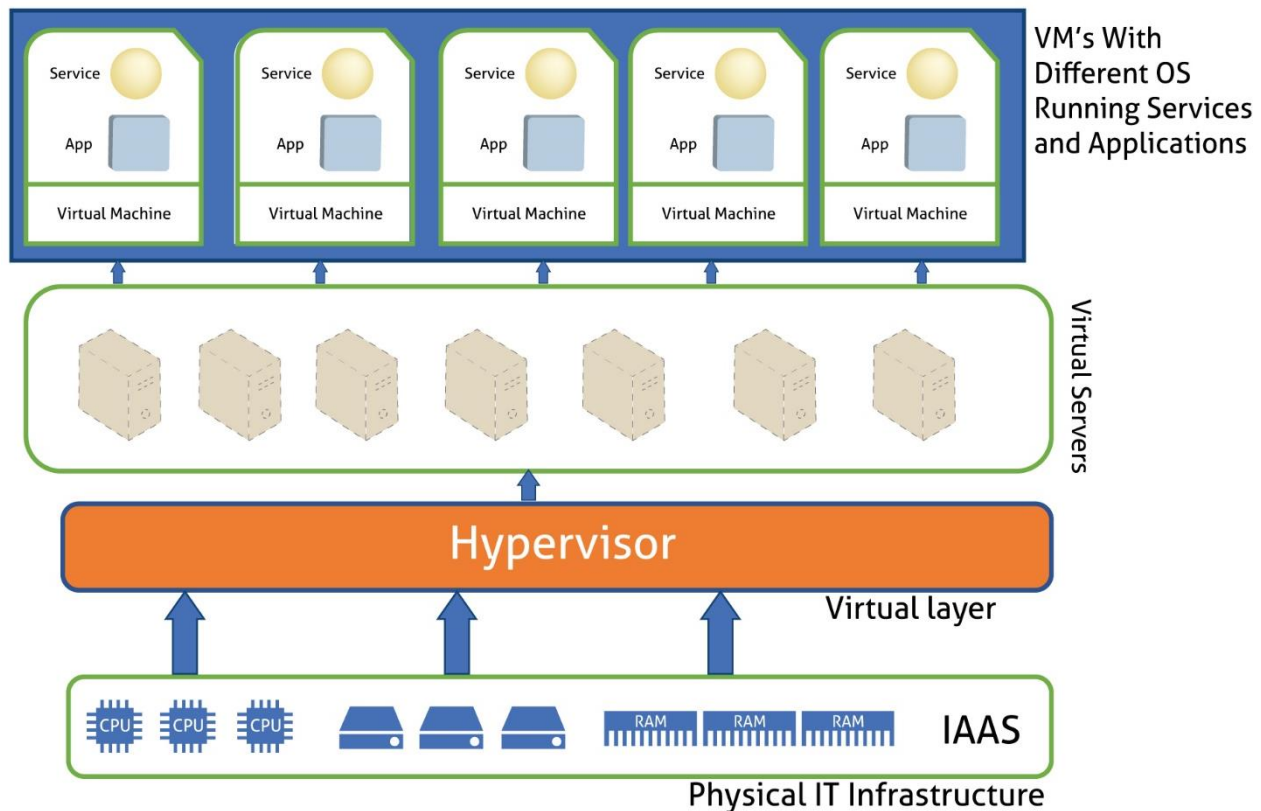 VM's With
Different OS
Running Services
and Applications
Service
App
Virtual Machine
Service
App
Virtual Machine
Service
App
Virtual Machine
Service
App
Virtual Machine
Service
App
Virtual Machine
Virtual Servers
Hypervisor
Virtual layer
CPU CPU CPU RAM RAM RAM IAAS
Physical IT Infrastructure